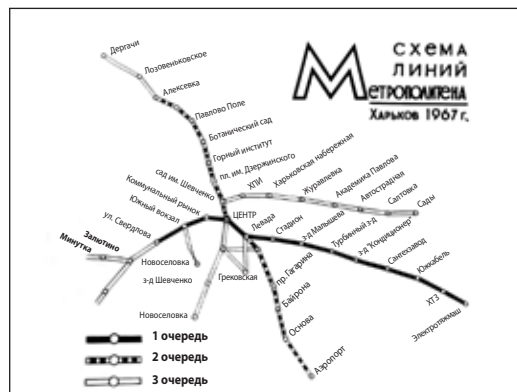 СХЕМА
ЛИНИЙ
МЕТРОПОЛИТЕНА
ХАРЬКОВ 1967 г.
Дергачи
Лозовеньковское
Алексевка
Павлово Поле
Ботанический сад
Горный институт
пл. им. Дзержинского
сад им. Шевченко
Коммунальный рынок
Южный вокзал
ул. Свердлова
Залютино
Минутка
ХПИ
Харьковская набережная
Журавлевка
Академика Павлова
Автострадная
Салтовка
Сады
ЦЕНТР
Левада
Стадион
з-д Малышева
Турбинный з-д
з-д "Кондиционер"
Сантехзавод
Южкабель
ХТЗ
Электротяжмаш
Новоселовка
з-д Шевченко
Грековская
Новоселовка
пр. Гагарина
Байрона
Основа
Аэропорт
1 очередь
2 очередь
3 очередь